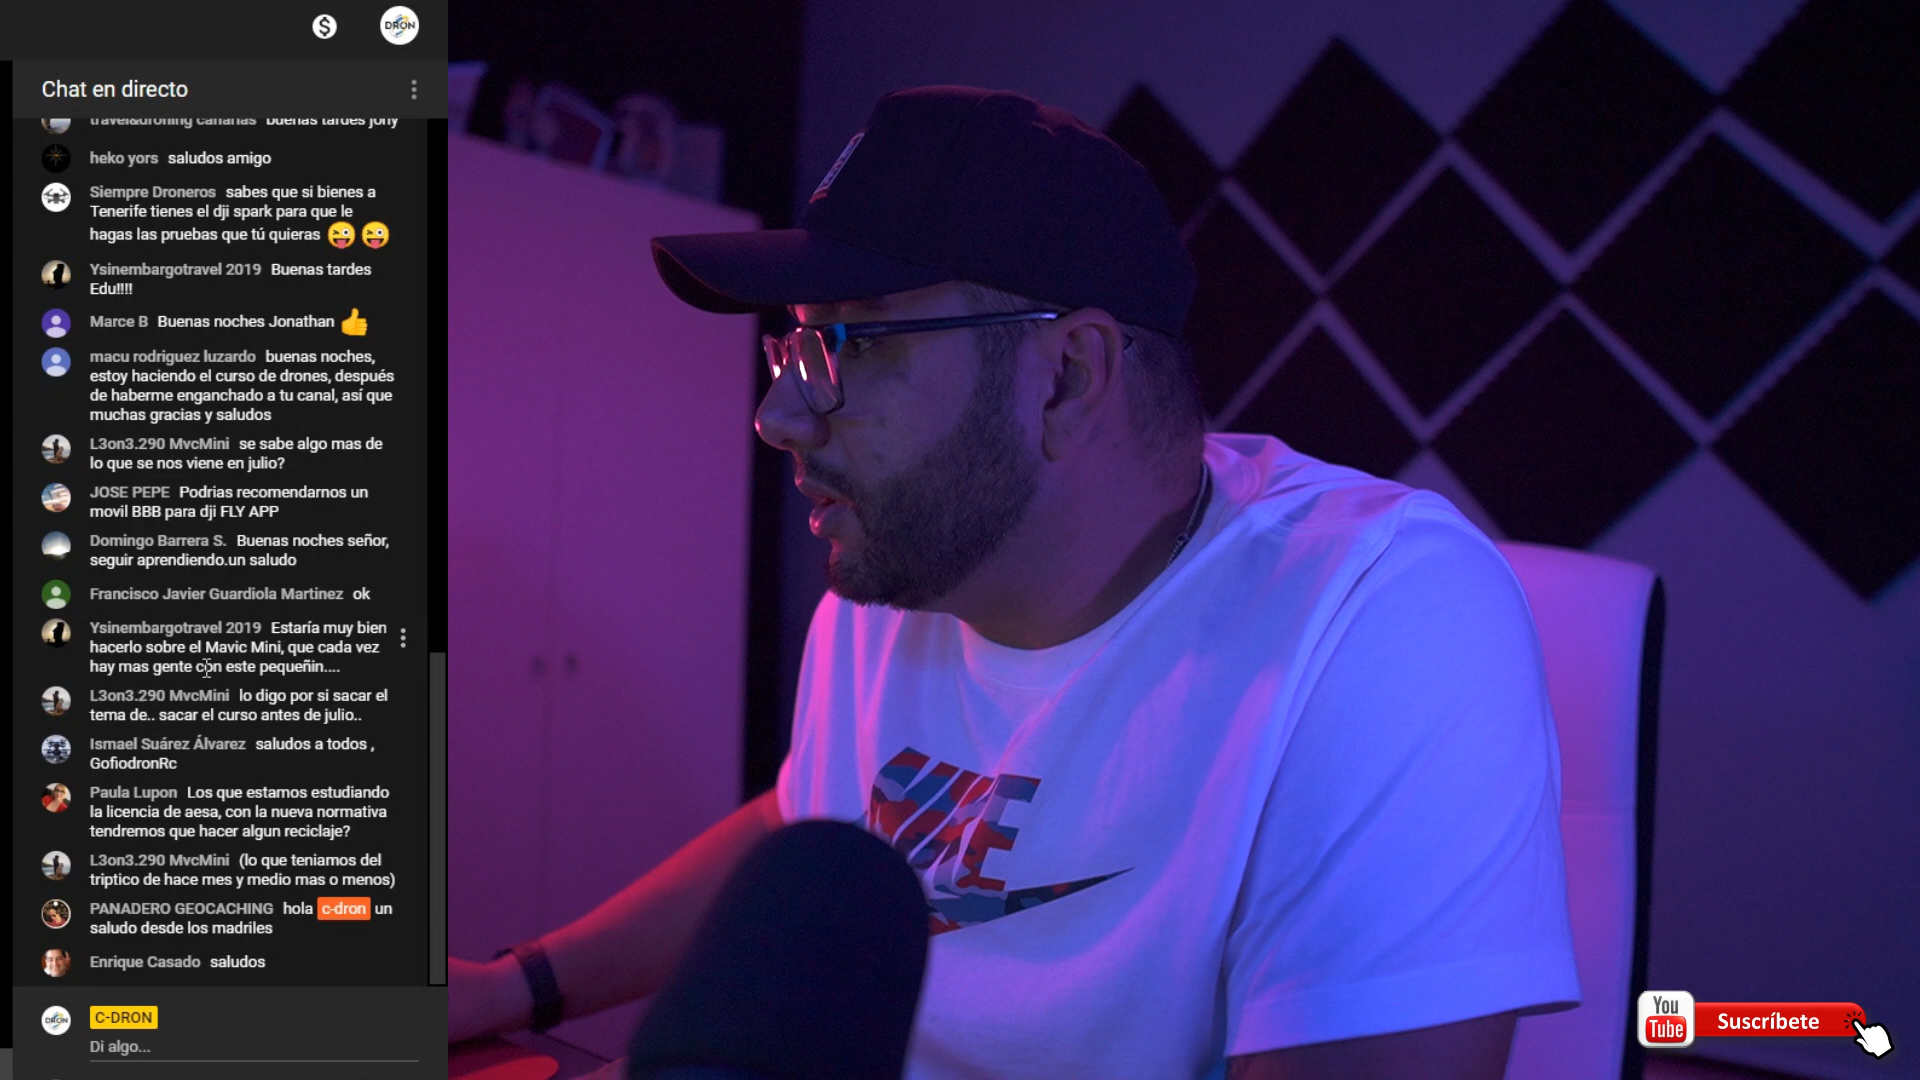 DRON
Chat en directo
travel&droning canarias buenas tardes jony
heko yors saludos amigo
Siempre Droneros sabes que si bienes a
Tenerife tienes el dji spark para que le
hagas las pruebas que tú quieras
Ysinembargotravel 2019 Buenas tardes
Edu!!!!
Marce B Buenas noches Jonathan
macu rodriguez luzardo buenas noches,
estoy haciendo el curso de drones, después
de haberme enganchado a tu canal, así que
muchas gracias y saludos
L3on3.290 MvcMini se sabe algo mas de
lo que se nos viene en julio?
JOSE PEPE Podrias recomendarnos un
movil BBB para dji FLY APP
Domingo Barrera S. Buenas noches señor,
seguir aprendiendo.un saludo
Francisco Javier Guardiola Martinez ok
Ysinembargotravel 2019 Estaría muy bien
hacerlo sobre el Mavic Mini, que cada vez
hay mas gente con este pequeñin....
L3on3.290 MvcMini lo digo por si sacar el
tema de.. sacar el curso antes de julio..
Ismael Suárez Álvarez saludos a todos ,
GofiodronRc
Paula Lupon Los que estamos estudiando
la licencia de aesa, con la nueva normativa
tendremos que hacer algun reciclaje?
L3on3.290 MvcMini (lo que teniamos del
triptico de hace mes y medio mas o menos)
PANADERO GEOCACHING hola c-dron un
saludo desde los madriles
Enrique Casado saludos
DRON
C-DRON
Di algo...
NIKE
You
Tube
Suscríbete